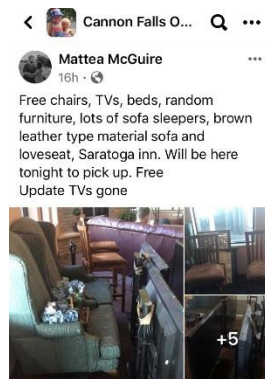 Cannon Falls O...
Mattea McGuire
16h ·
Free chairs, TVs, beds, random
furniture, lots of sofa sleepers, brown
leather type material sofa and
loveseat, Saratoga inn. Will be here
tonight to pick up. Free
Update TVs gone
+5